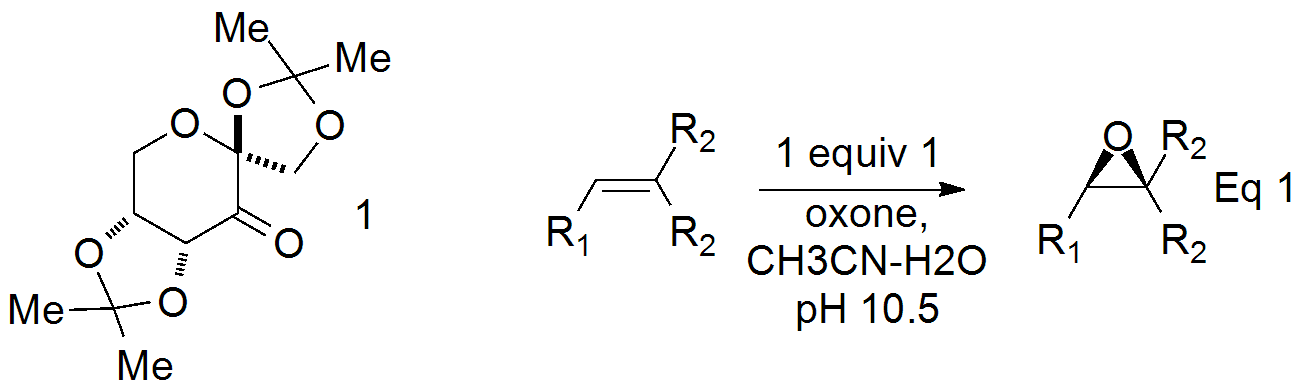 Me
Me
O
O
O
O
1
O
O
Me
Me
R2
R1
R2
1 equiv 1
oxone,
CH3CN-H2O
pH 10.5
O
R2
R1
R2
Eq 1